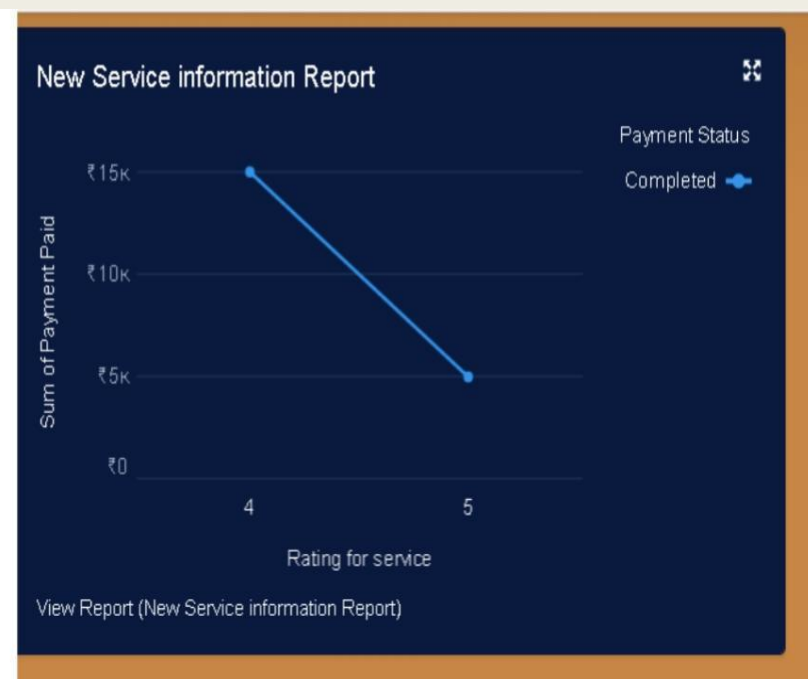 New Service information Report
Payment Status
Completed
Sum of Payment Paid
₹15K
₹10K
₹5K
₹0
4 5
Rating for service
View Report (New Service information Report)